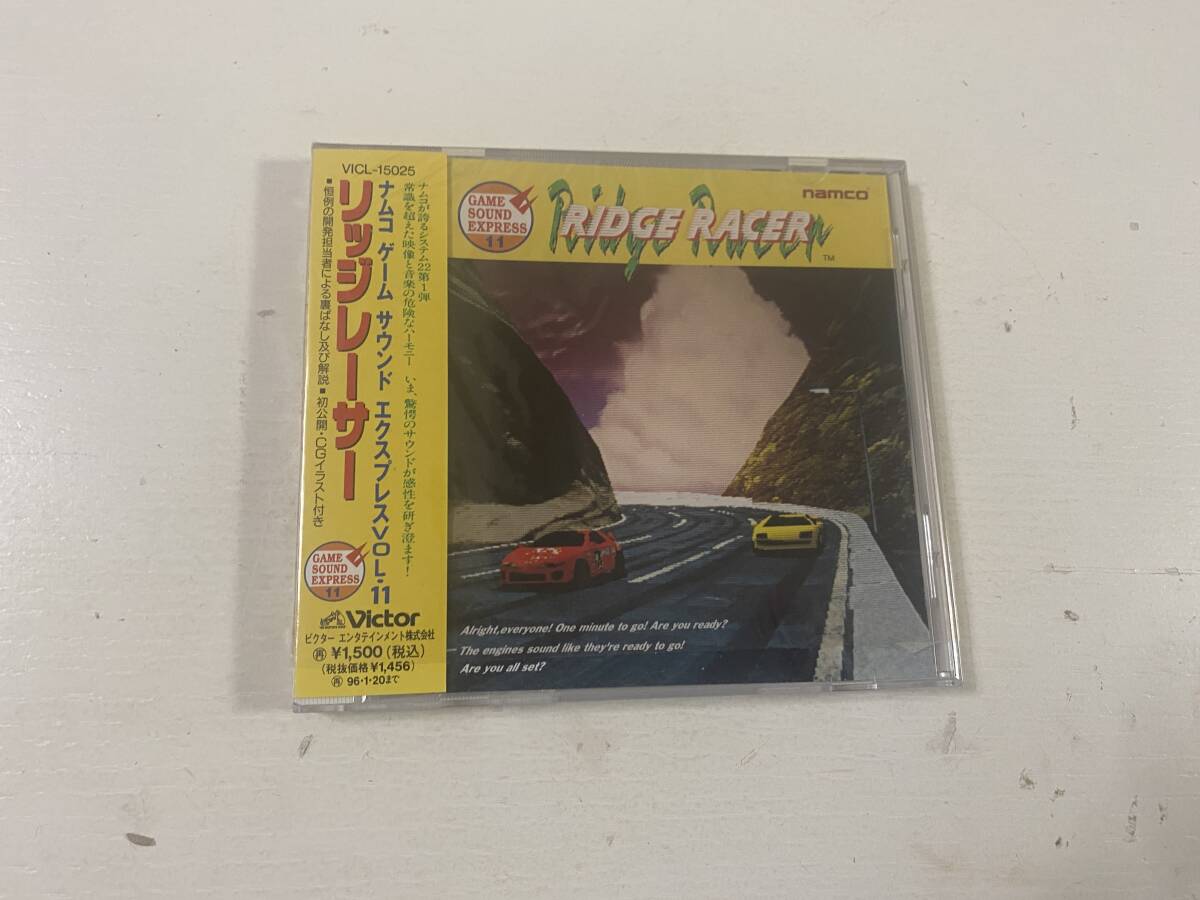 VICL-15025
ナムコが誇るシステム22第1弾
常識を超えた映像と音楽の危険なハーモニー いま、驚愕のサウンドが感性を研ぎ澄ます!
ナムコ ゲーム サウンド エクスプレスVOL.11
リッジレーサー
■恒例の開発担当者による裏ばなし及び解説■初公開・CGイラスト付き
GAME
SOUND
EXPRESS
11
Victor
ビクター エンタテインメント株式会社
再 ¥1,500(税込)
(税抜価格¥1,456)
再 96・1・20まで
GAME
SOUND
EXPRESS
11
Ridge Racer
RIDGE RACER
TM
namco
Alright,everyone! One minute to go! Are you ready?
The engines sound like they're ready to go!
Are you all set?